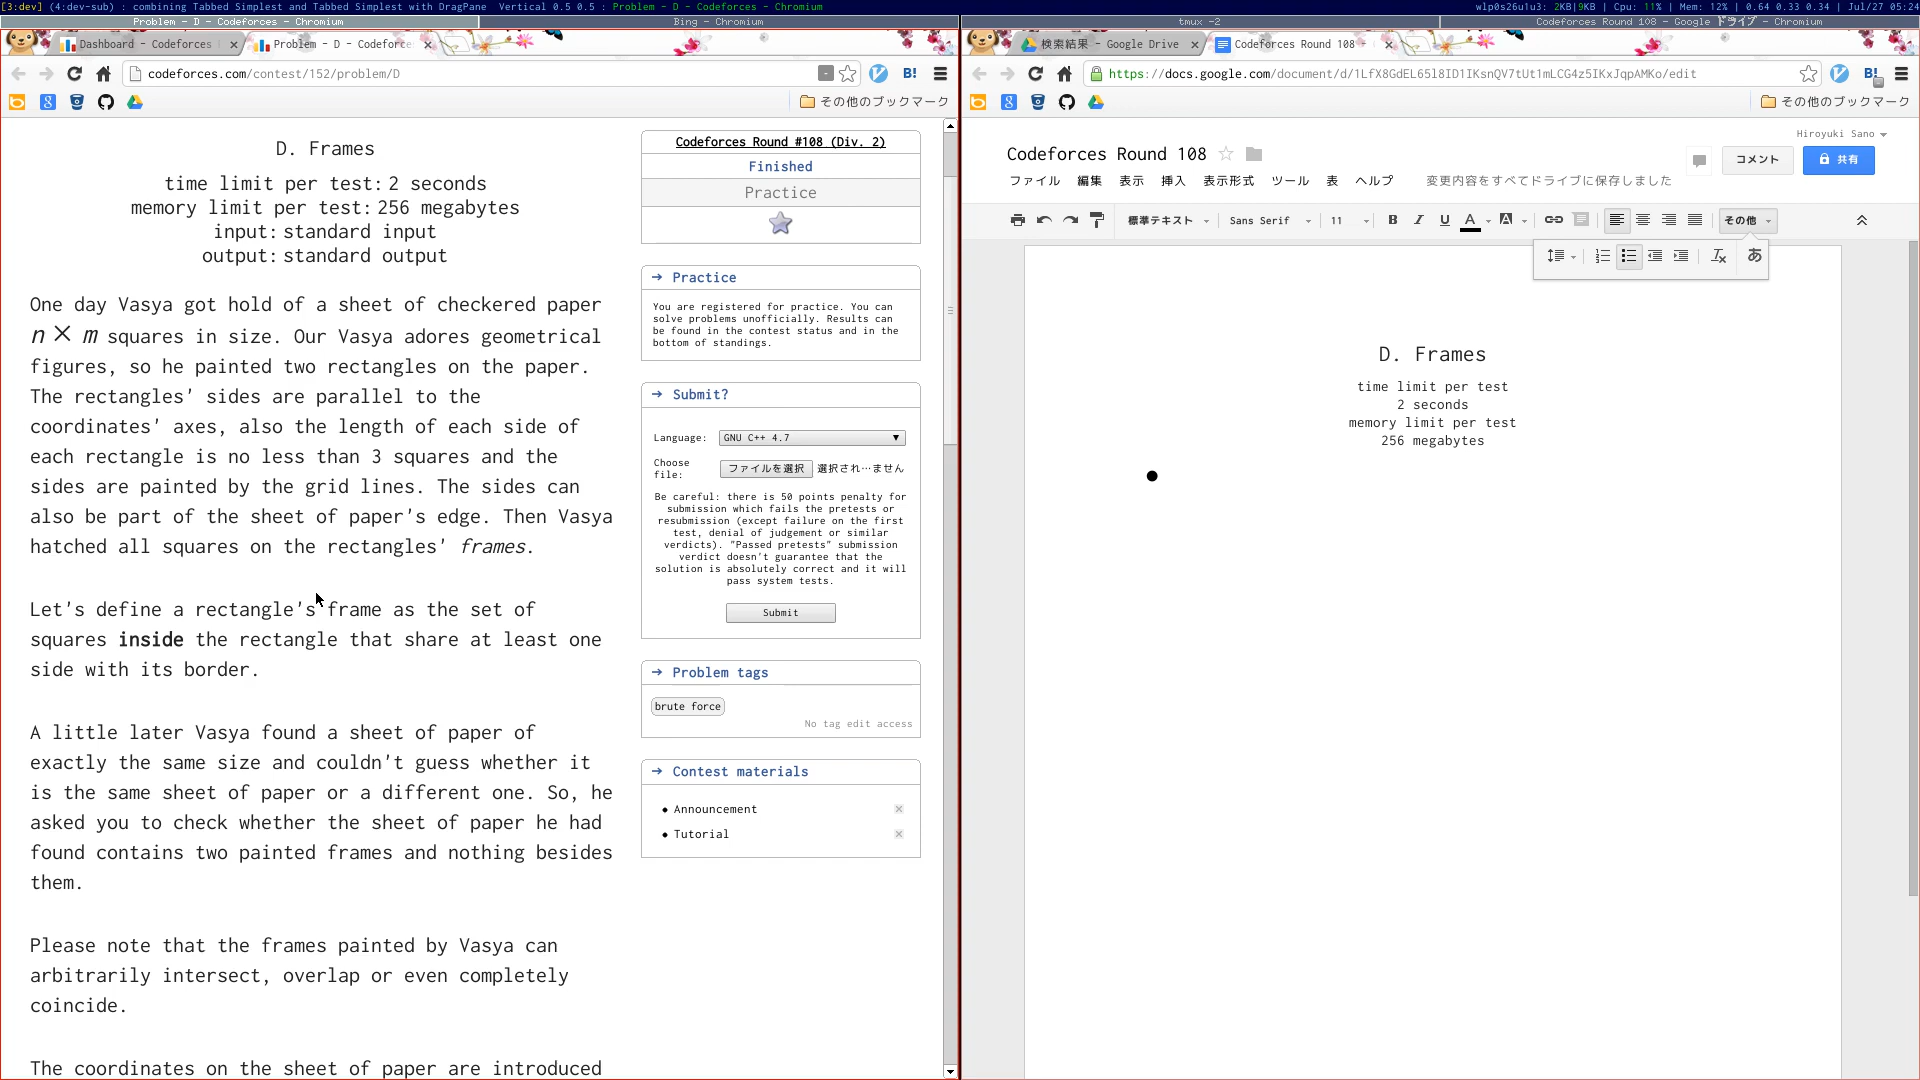 [3:dev] (4:dev-sub) : combining Tabbed Simplest and Tabbed Simplest with DragPane  Vertical 0.5 0.5 : Problem - D - Codeforces - Chromium
wlp0s26u1u3: 2KB|9KB | Cpu: 11% | Mem: 12% | 0.64 0.33 0.34 | Jul/27 05:24
Problem - D - Codeforces - Chromium
Bing - Chromium
tmux -2
Codeforces Round 108 - Google ドライブ - Chromium
Dashboard - Codeforces
Problem - D - Codeforce
codeforces.com/contest/152/problem/D
B!
その他のブックマーク
D. Frames
time limit per test: 2 seconds
memory limit per test: 256 megabytes
input: standard input
output: standard output
One day Vasya got hold of a sheet of checkered paper
n × m squares in size. Our Vasya adores geometrical
figures, so he painted two rectangles on the paper.
The rectangles' sides are parallel to the
coordinates' axes, also the length of each side of
each rectangle is no less than 3 squares and the
sides are painted by the grid lines. The sides can
also be part of the sheet of paper's edge. Then Vasya
hatched all squares on the rectangles' frames.
Let's define a rectangle's frame as the set of
squares inside the rectangle that share at least one
side with its border.
A little later Vasya found a sheet of paper of
exactly the same size and couldn't guess whether it
is the same sheet of paper or a different one. So, he
asked you to check whether the sheet of paper he had
found contains two painted frames and nothing besides
them.
Please note that the frames painted by Vasya can
arbitrarily intersect, overlap or even completely
coincide.
The coordinates on the sheet of paper are introduced
Codeforces Round #108 (Div. 2)
Finished
Practice
→ Practice
You are registered for practice. You can
solve problems unofficially. Results can
be found in the contest status and in the
bottom of standings.
→ Submit?
Language: GNU C++ 4.7
Choose
file: ファイルを選択 選択され…ません
Be careful: there is 50 points penalty for
submission which fails the pretests or
resubmission (except failure on the first
test, denial of judgement or similar
verdicts). "Passed pretests" submission
verdict doesn't guarantee that the
solution is absolutely correct and it will
pass system tests.
Submit
→ Problem tags
brute force
No tag edit access
→ Contest materials
Announcement
Tutorial
検索結果 - Google Drive
Codeforces Round 108 -
https://docs.google.com/document/d/1LfX8GdEL65l8ID1IKsnQV7tUt1mLCG4z5IKxJqpAMKo/edit
B!
その他のブックマーク
Hiroyuki Sano
Codeforces Round 108
コメント
共有
ファイル 編集 表示 挿入 表示形式 ツール 表 ヘルプ 変更内容をすべてドライブに保存しました
標準テキスト Sans Serif 11 B I U A A その他
あ
D. Frames
time limit per test
2 seconds
memory limit per test
256 megabytes